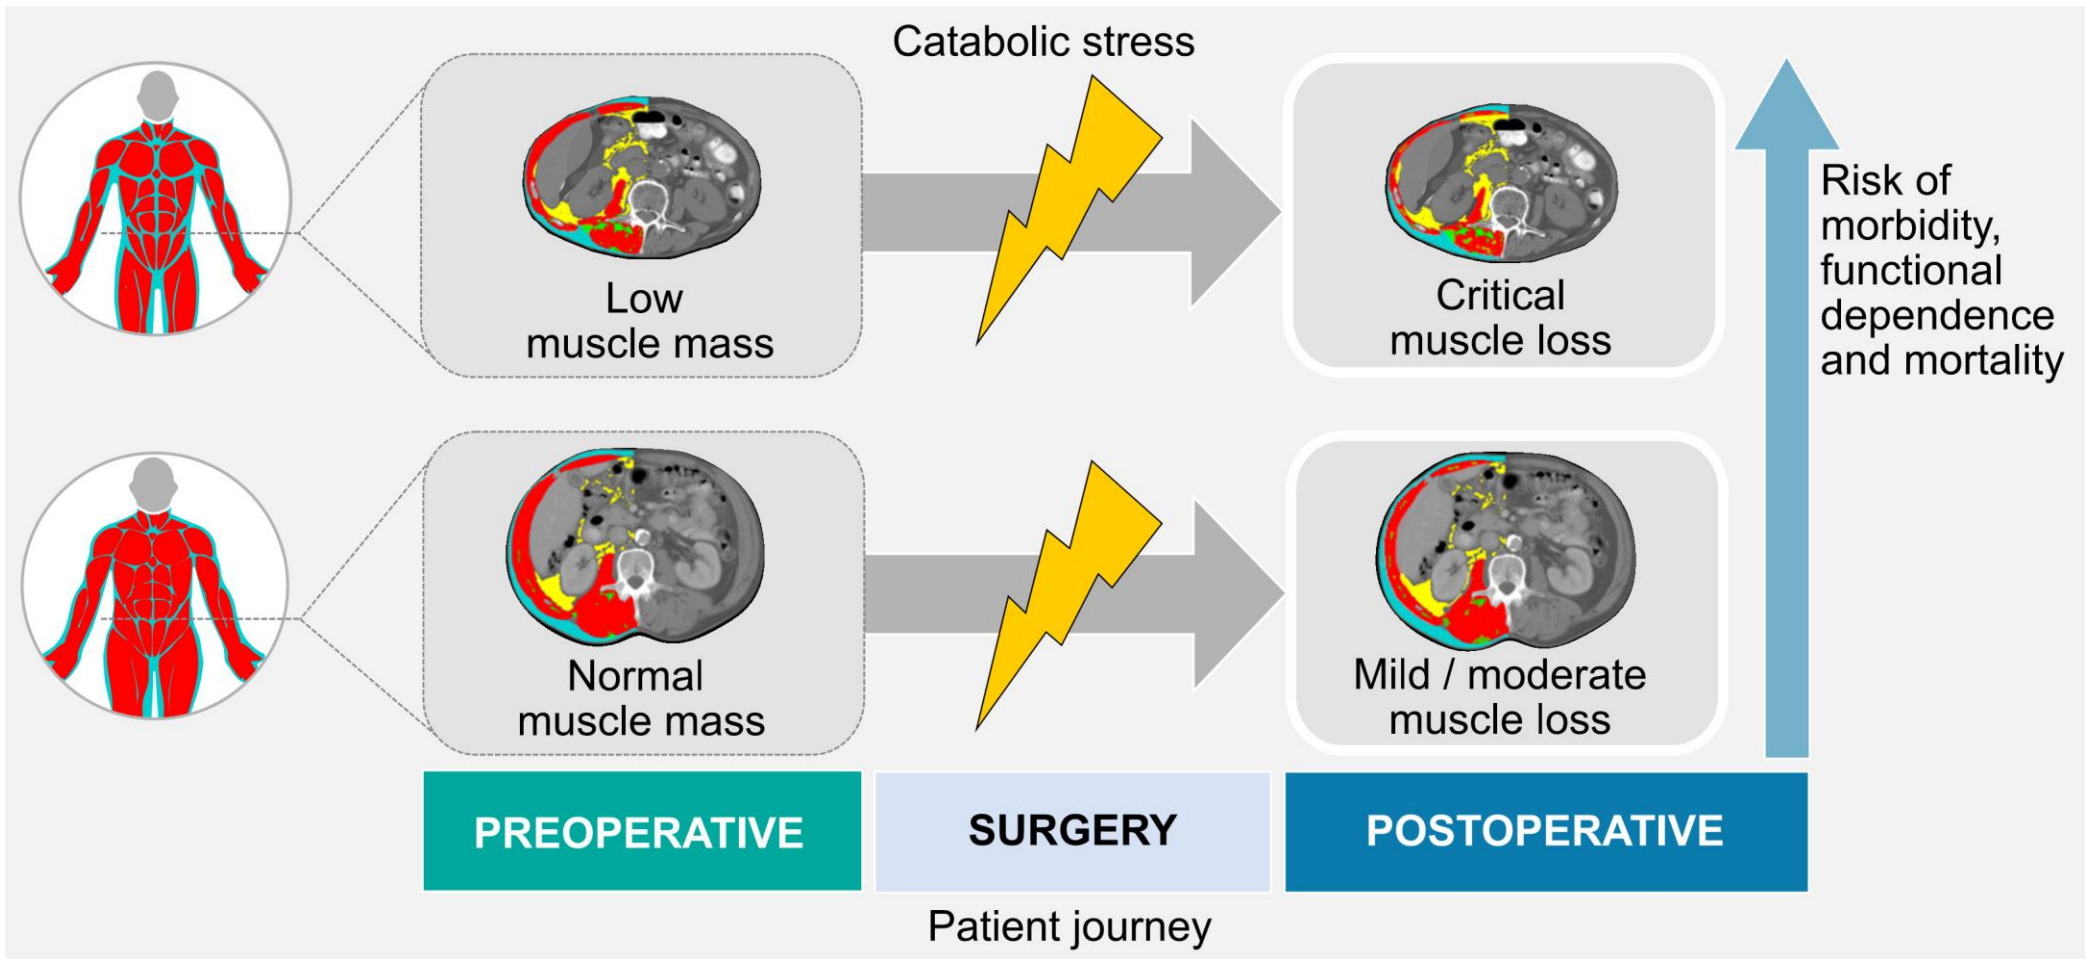 Catabolic stress
Low
muscle mass
Critical
muscle loss
Risk of
morbidity,
functional
dependence
and mortality
Normal
muscle mass
Mild / moderate
muscle loss
PREOPERATIVE
SURGERY
POSTOPERATIVE
Patient journey